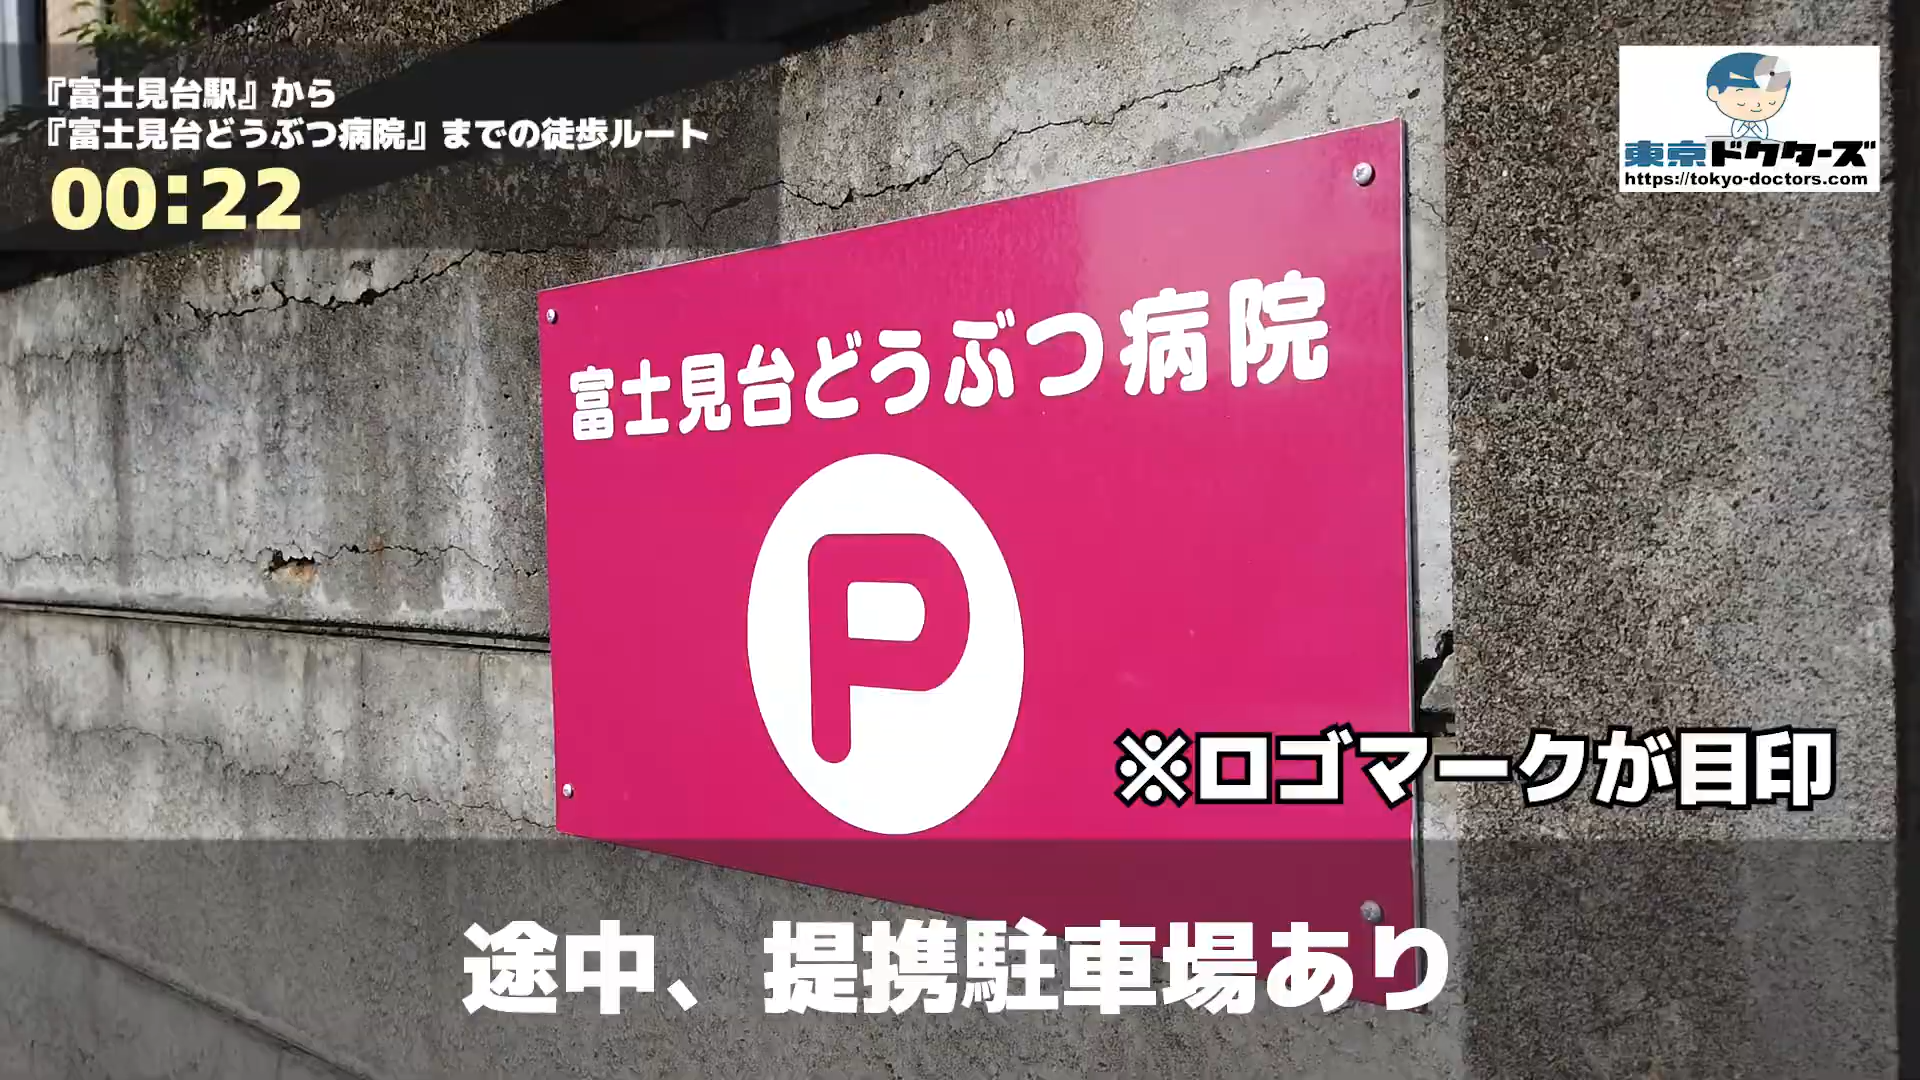 『富士見台駅』から
『富士見台どうぶつ病院』までの徒歩ルート
00:22
東京ドクターズ
https://tokyo-doctors.com
富士見台どうぶつ病院
P
※ロゴマークが目印
途中、提携駐車場あり